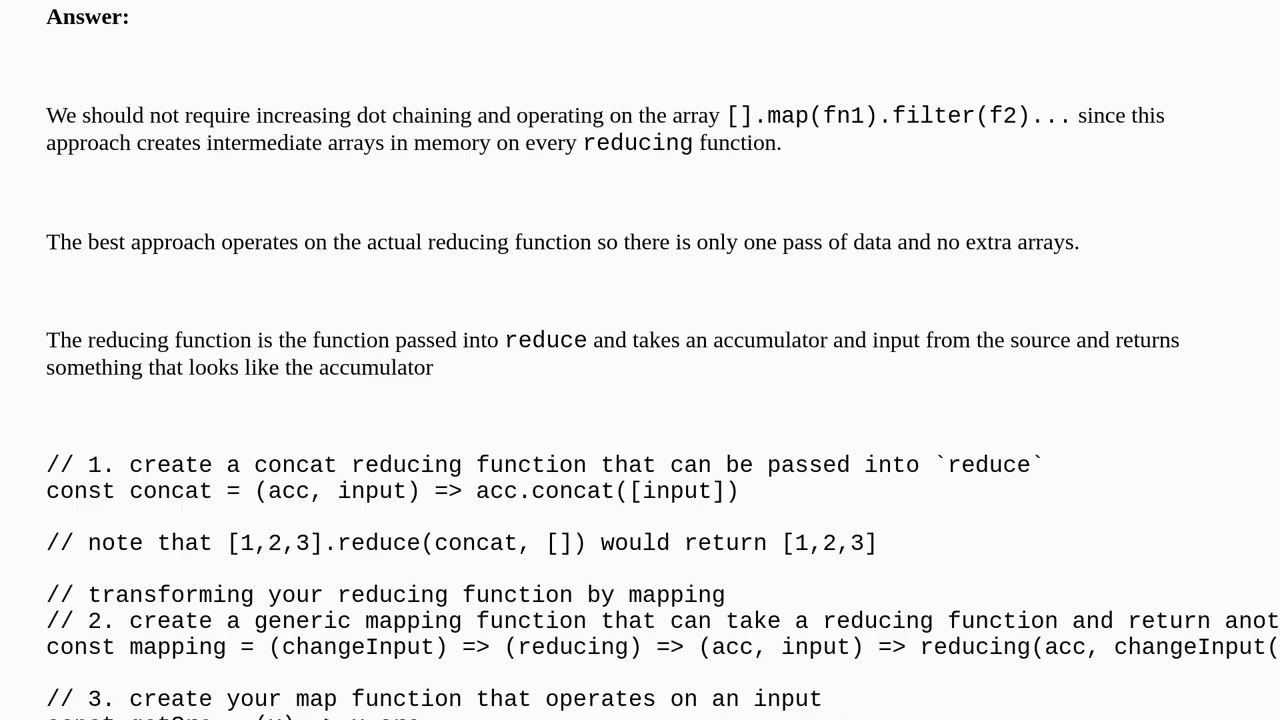 Answer:
We should not require increasing dot chaining and operating on the array [].map(fn1).filter(f2)... since this
approach creates intermediate arrays in memory on every reducing function.
The best approach operates on the actual reducing function so there is only one pass of data and no extra arrays.
The reducing function is the function passed into reduce and takes an accumulator and input from the source and returns
something that looks like the accumulator
// 1. create a concat reducing function that can be passed into `reduce`
const concat = (acc, input) => acc.concat([input])
// note that [1,2,3].reduce(concat, []) would return [1,2,3]
// transforming your reducing function by mapping
// 2. create a generic mapping function that can take a reducing function and return anot
const mapping = (changeInput) => (reducing) => (acc, input) => reducing(acc, changeInput(
// 3. create your map function that operates on an input